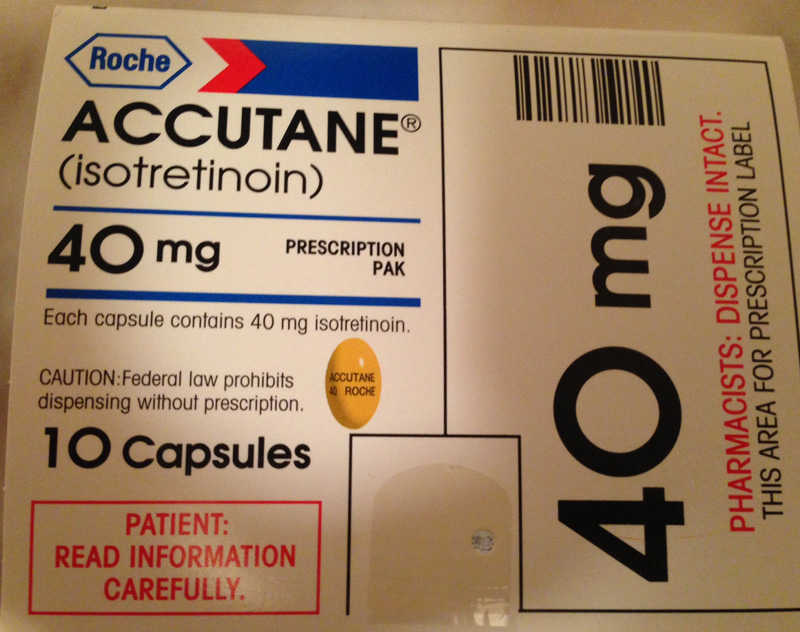 Roche
ACCUTANE®
(isotretinoin)
40 mg
PRESCRIPTION
PAK
Each capsule contains 40 mg isotretinoin.
CAUTION:Federal law prohibits
dispensing without prescription.
ACCUTANE
40 ROCHE
10 Capsules
PATIENT:
READ INFORMATION
CAREFULLY.
40 mg
PHARMACISTS: DISPENSE INTACT.
THIS AREA FOR PRESCRIPTION LABEL